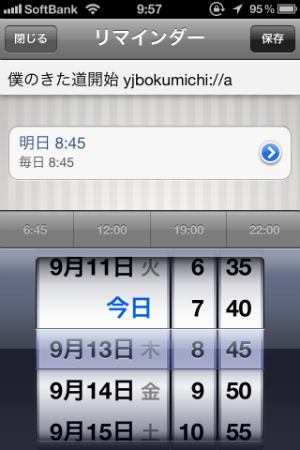 SoftBank 9:57 95%
閉じる リマインダー 保存
僕のきた道開始 yjbokumichi://a
明日 8:45
毎日 8:45
6:45 12:00 19:00 22:00
9月11日 火 6 35
今日 7 40
9月13日 木 8 45
9月14日 金 9 50
9月15日 土 10 55